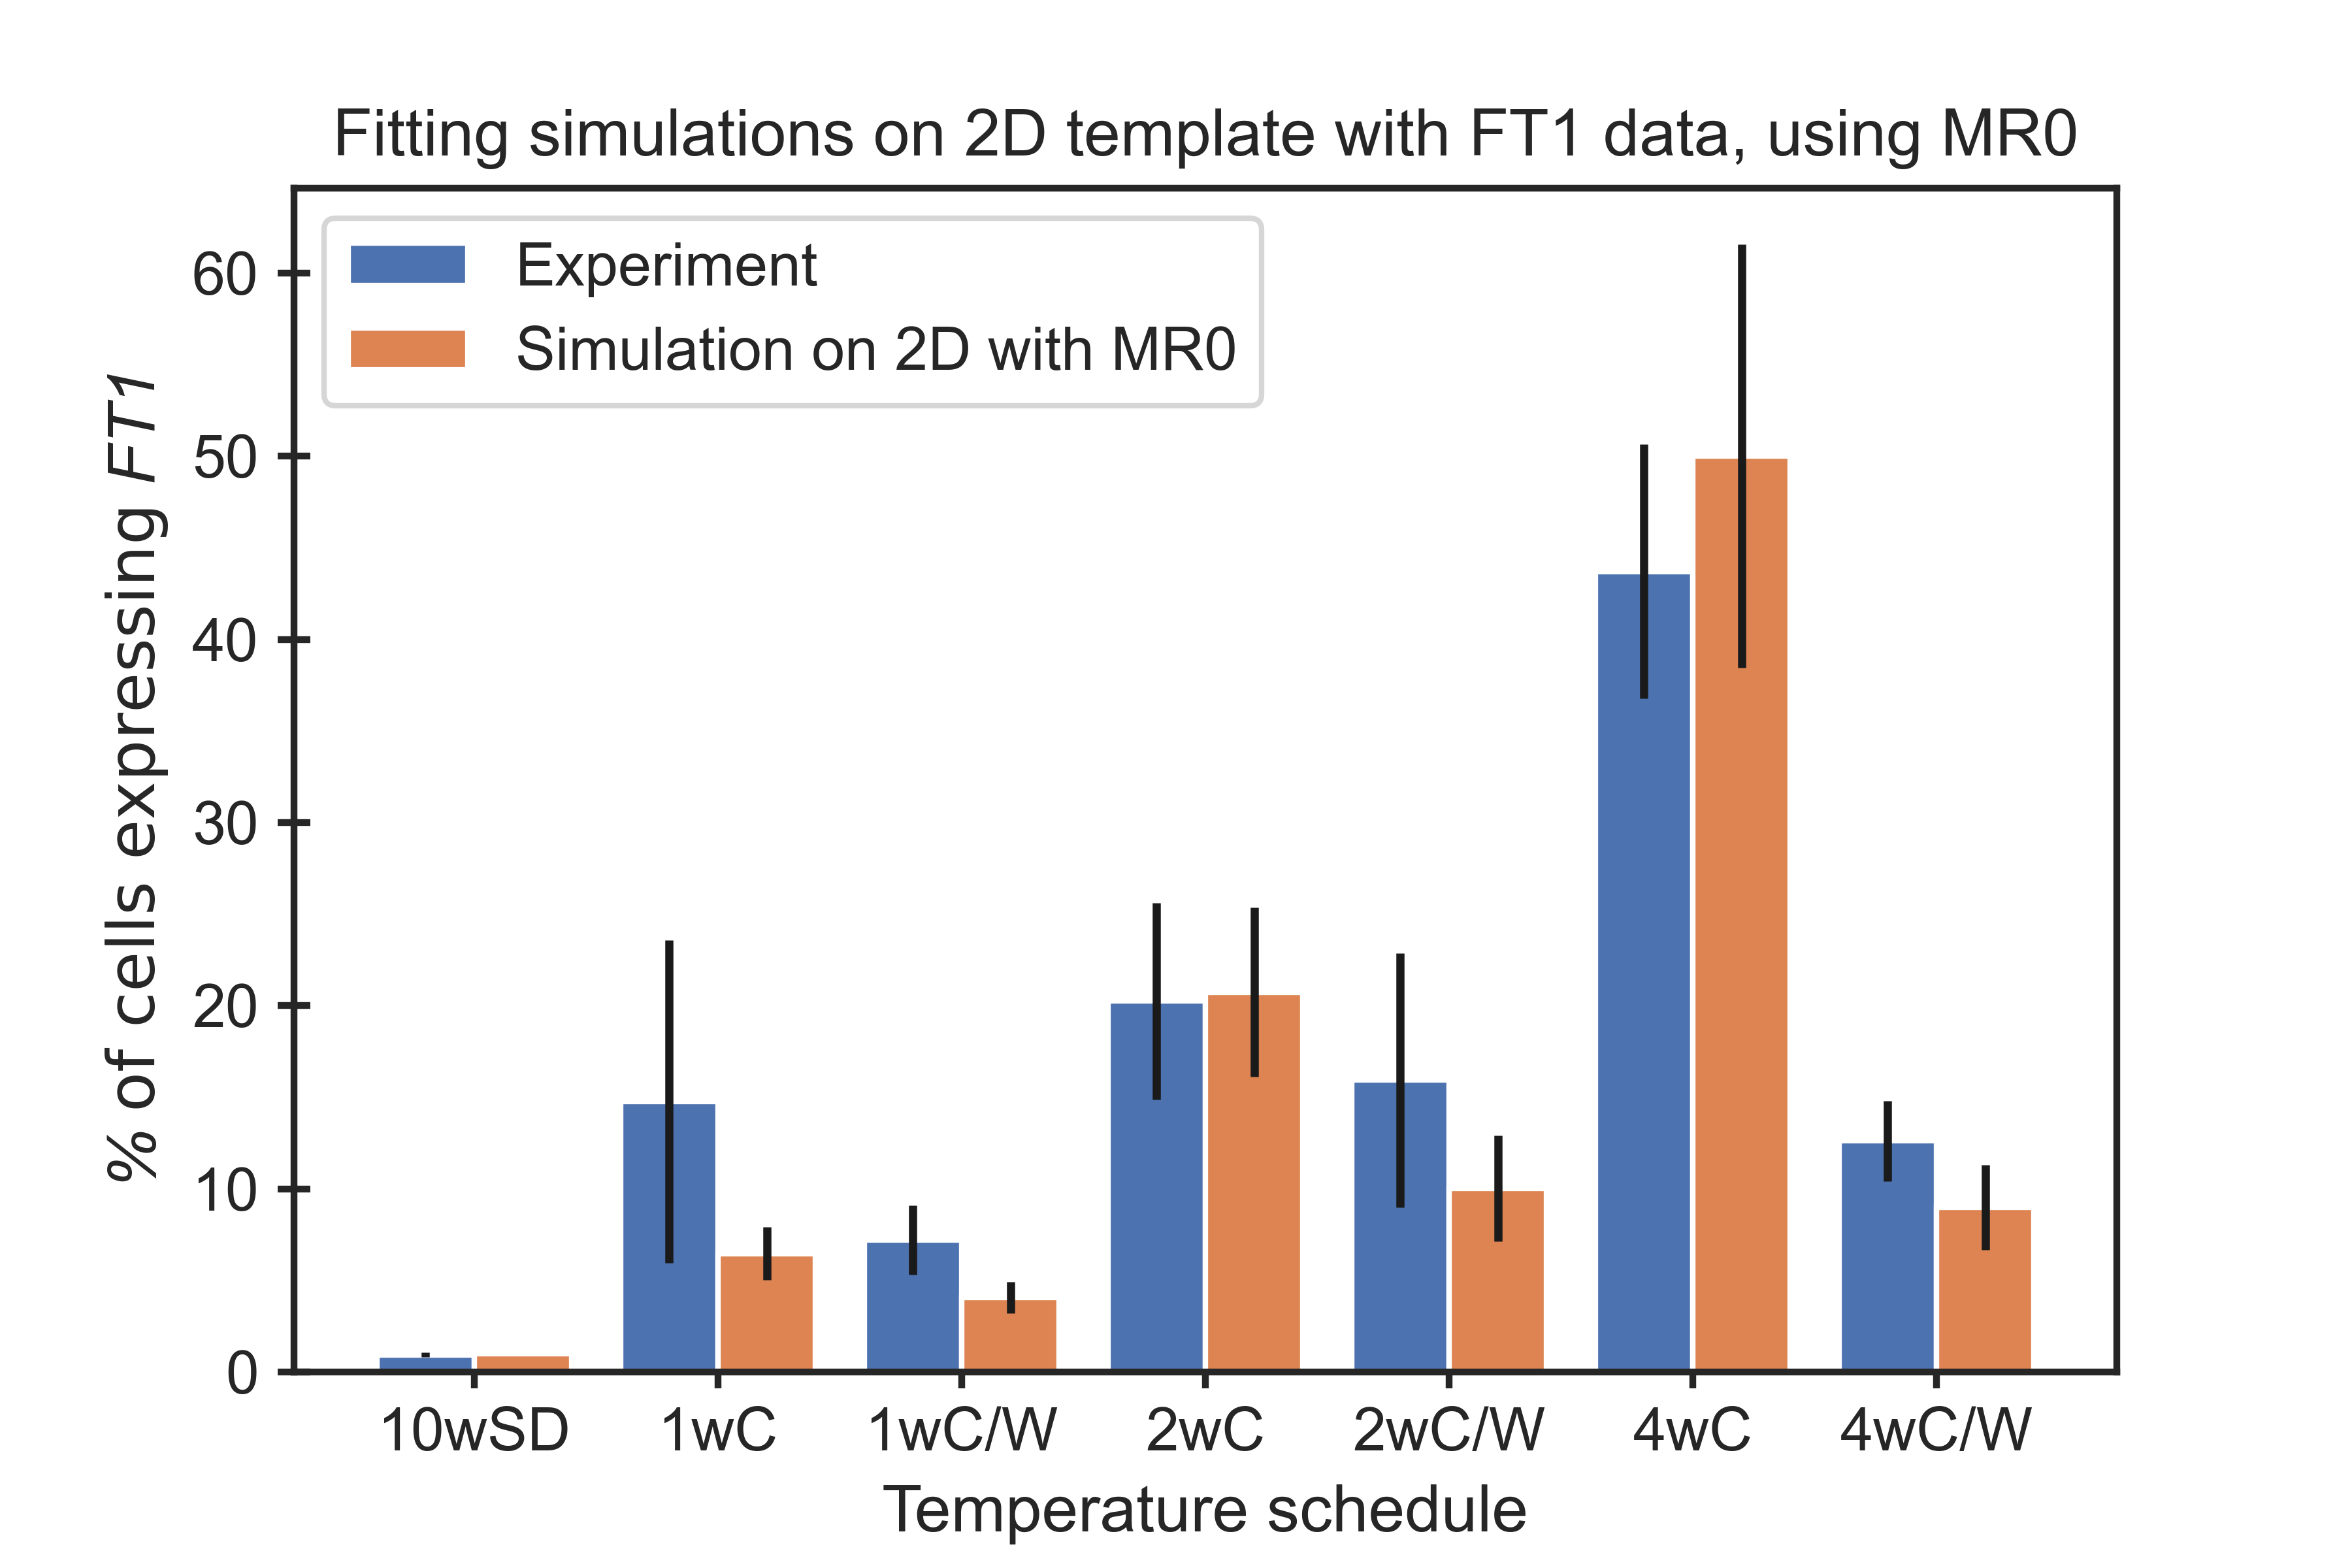 Fitting simulations on 2D template with FT1 data, using MR0
Experiment
Simulation on 2D with MR0
% of cells expressing FT1
60
50
40
30
20
10
0
10wSD
1wC
1wC/W
2wC
2wC/W
4wC
4wC/W
Temperature schedule